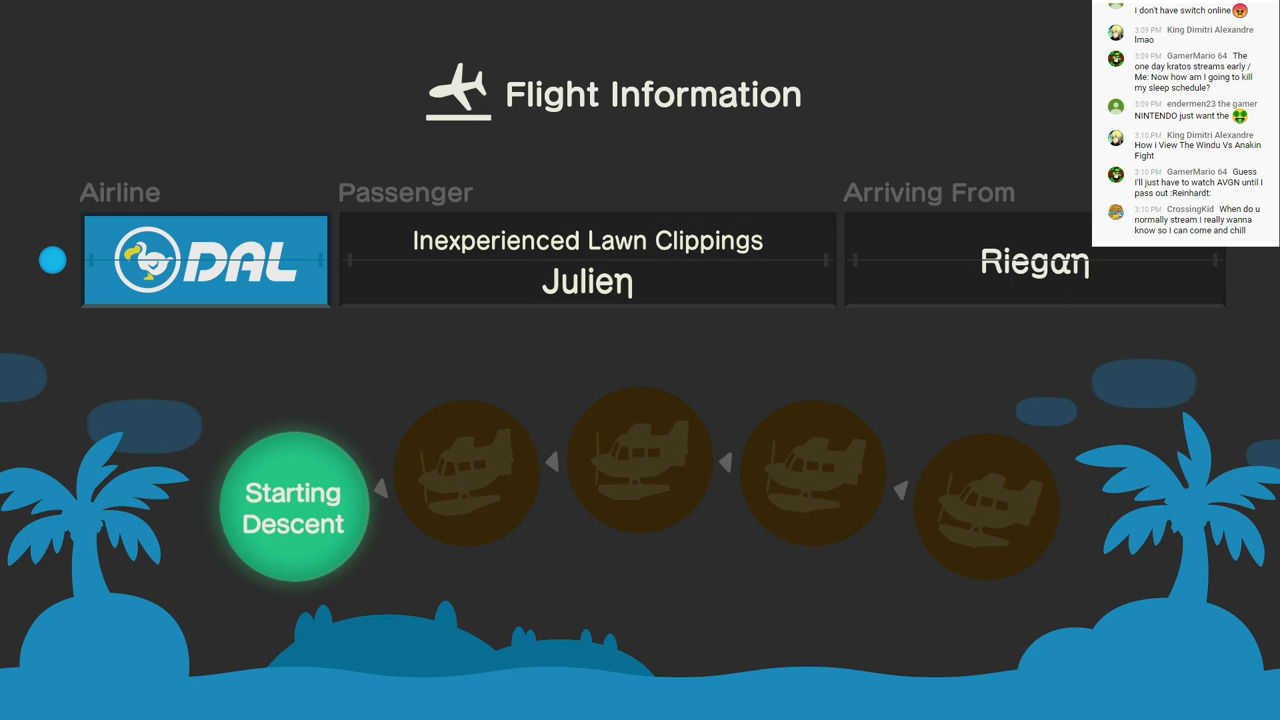 Flight Information
Airline
Passenger
Arriving From
DAL
Inexperienced Lawn Clippings
Julieη
Riegαη
Starting
Descent
I don't have switch online
3:09 PM King Dimitri Alexandre
lmao
3:09 PM GamerMario 64 The
one day kratos streams early /
Me: Now how am I going to kill
my sleep schedule?
3:09 PM endermen23 the gamer
NINTENDO just want the
3:10 PM King Dimitri Alexandre
How i View The Windu Vs Anakin
Fight
3:10 PM GamerMario 64 Guess
I'll just have to watch AVGN until I
pass out :Reinhardt:
3:10 PM CrossingKid When do u
normally stream I really wanna
know so I can come and chill